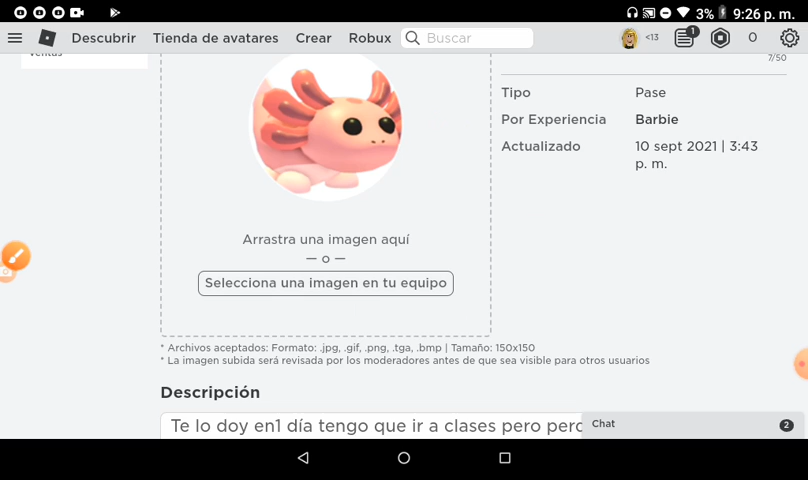 3% 9:26 p. m.
Descubrir Tienda de avatares Crear Robux Buscar <13 1 0
Ventas
7/50
Tipo Pase
Por Experiencia Barbie
Actualizado 10 sept 2021 | 3:43 p. m.
Arrastra una imagen aquí
— o —
Selecciona una imagen en tu equipo
* Archivos aceptados: Formato: .jpg, .gif, .png, .tga, .bmp | Tamaño: 150x150
* La imagen subida será revisada por los moderadores antes de que sea visible para otros usuarios
Descripción
Te lo doy en1 día tengo que ir a clases pero
Chat 2